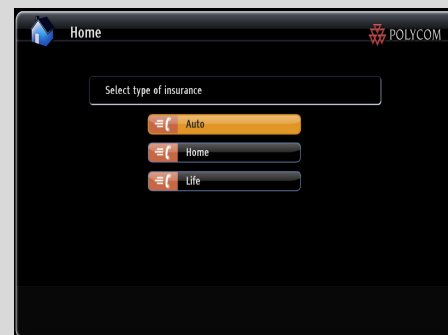 Home
POLYCOM
Select type of insurance
Auto
Home
Life